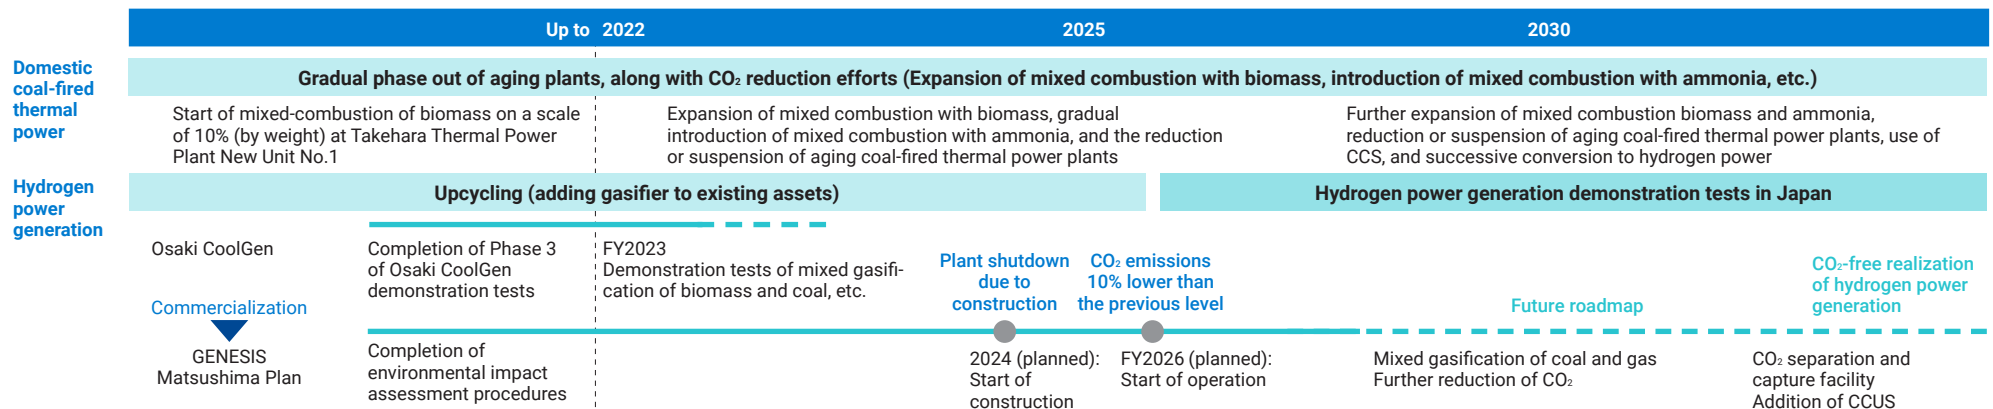 Up to 2022 2025 2030
Domestic
coal-fired
thermal
power
Gradual phase out of aging plants, along with CO₂ reduction efforts (Expansion of mixed combustion with biomass, introduction of mixed combustion with ammonia, etc.)
Start of mixed-combustion of biomass on a scale
of 10% (by weight) at Takehara Thermal Power
Plant New Unit No.1
Expansion of mixed combustion with biomass, gradual
introduction of mixed combustion with ammonia, and the reduction
or suspension of aging coal-fired thermal power plants
Further expansion of mixed combustion biomass and ammonia,
reduction or suspension of aging coal-fired thermal power plants, use of
CCS, and successive conversion to hydrogen power
Hydrogen
power
generation
Upcycling (adding gasifier to existing assets)
Hydrogen power generation demonstration tests in Japan
Osaki CoolGen
Completion of Phase 3
of Osaki CoolGen
demonstration tests
FY2023
Demonstration tests of mixed gasifi-
cation of biomass and coal, etc.
Plant shutdown
due to
construction
CO₂ emissions
10% lower than
the previous level
Future roadmap
CO₂-free realization
of hydrogen power
generation
Commercialization
GENESIS
Matsushima Plan
Completion of
environmental impact
assessment procedures
2024 (planned):
Start of
construction
FY2026 (planned):
Start of operation
Mixed gasification of coal and gas
Further reduction of CO₂
CO₂ separation and
capture facility
Addition of CCUS